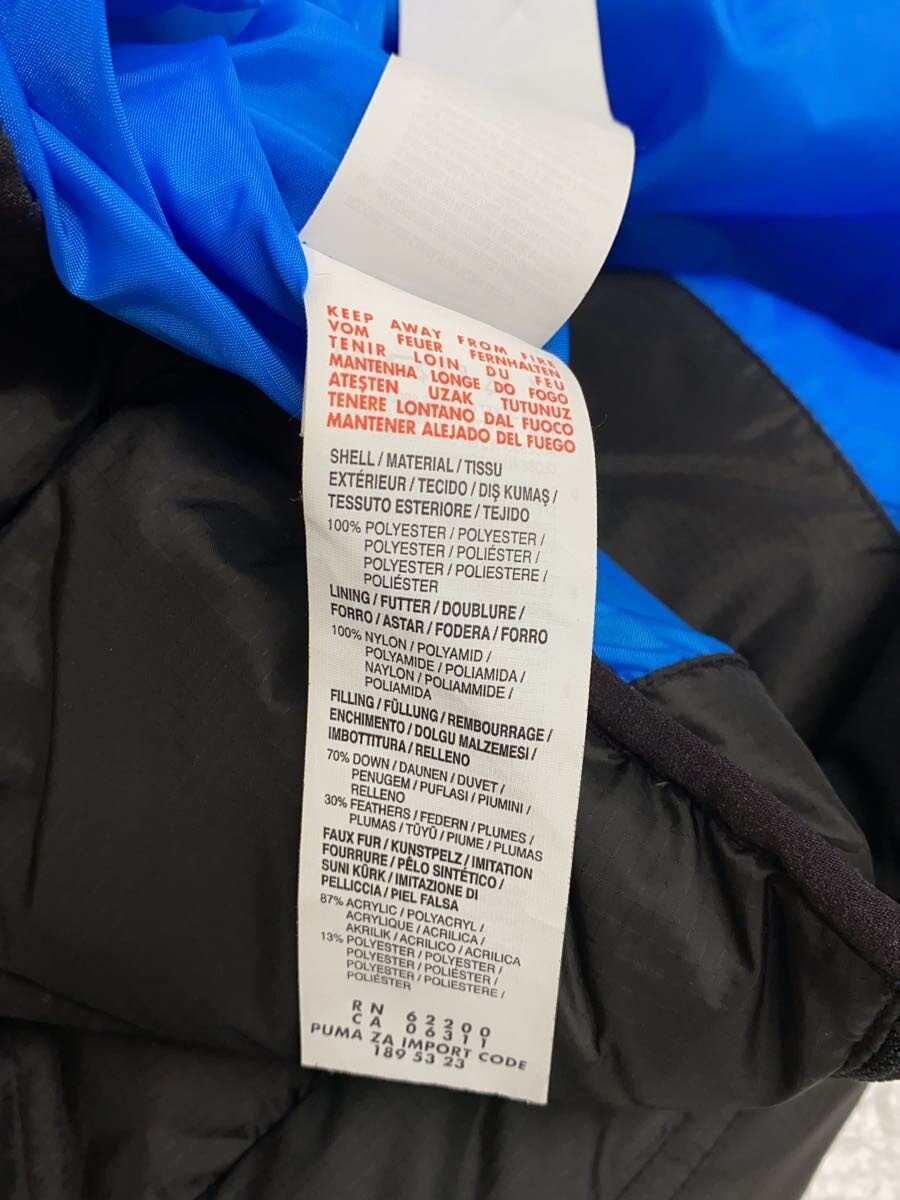 KEEP AWAY FROM FIRE
VOM FEUER FERNHALTEN
TENIR LOIN DU FEU
MANTENHA LONGE DO FOGO
ATEŞTEN UZAK TUTUNUZ
TENERE LONTANO DAL FUOCO
MANTENER ALEJADO DEL FUEGO
SHELL / MATERIAL / TISSU
EXTÉRIEUR / TECIDO / DIŞ KUMAŞ /
TESSUTO ESTERIORE / TEJIDO
100% POLYESTER / POLYESTER /
POLYESTER / POLIÉSTER /
POLYESTER / POLIESTERE /
POLIÉSTER
LINING / FUTTER / DOUBLURE /
FORRO / ASTAR / FODERA / FORRO
100% NYLON / POLYAMID /
POLYAMIDE / POLIAMIDA /
NAYLON / POLIAMMIDE /
POLIAMIDA
FILLING / FÜLLUNG / REMBOURRAGE /
ENCHIMENTO / DOLGU MALZEMESI /
IMBOTTITURA / RELLENO
70% DOWN / DAUNEN / DUVET /
PENUGEM / PUFLASI / PIUMINI /
RELLENO
30% FEATHERS / FEDERN / PLUMES /
PLUMAS / TÜYÜ / PIUME / PLUMAS
FAUX FUR / KUNSTPELZ / IMITATION
FOURRURE / PÊLO SINTÉTICO /
SUNI KÜRK / IMITAZIONE DI
PELLICCIA / PIEL FALSA
87% ACRYLIC / POLYACRYL /
ACRYLIQUE / ACRILICA /
AKRILIK / ACRILICO / ACRILICA
13% POLYESTER / POLYESTER /
POLYESTER / POLIÉSTER /
POLYESTER / POLIESTERE /
POLIÉSTER
RN 62200
CA 06311
PUMA ZA IMPORT CODE
189 53 23